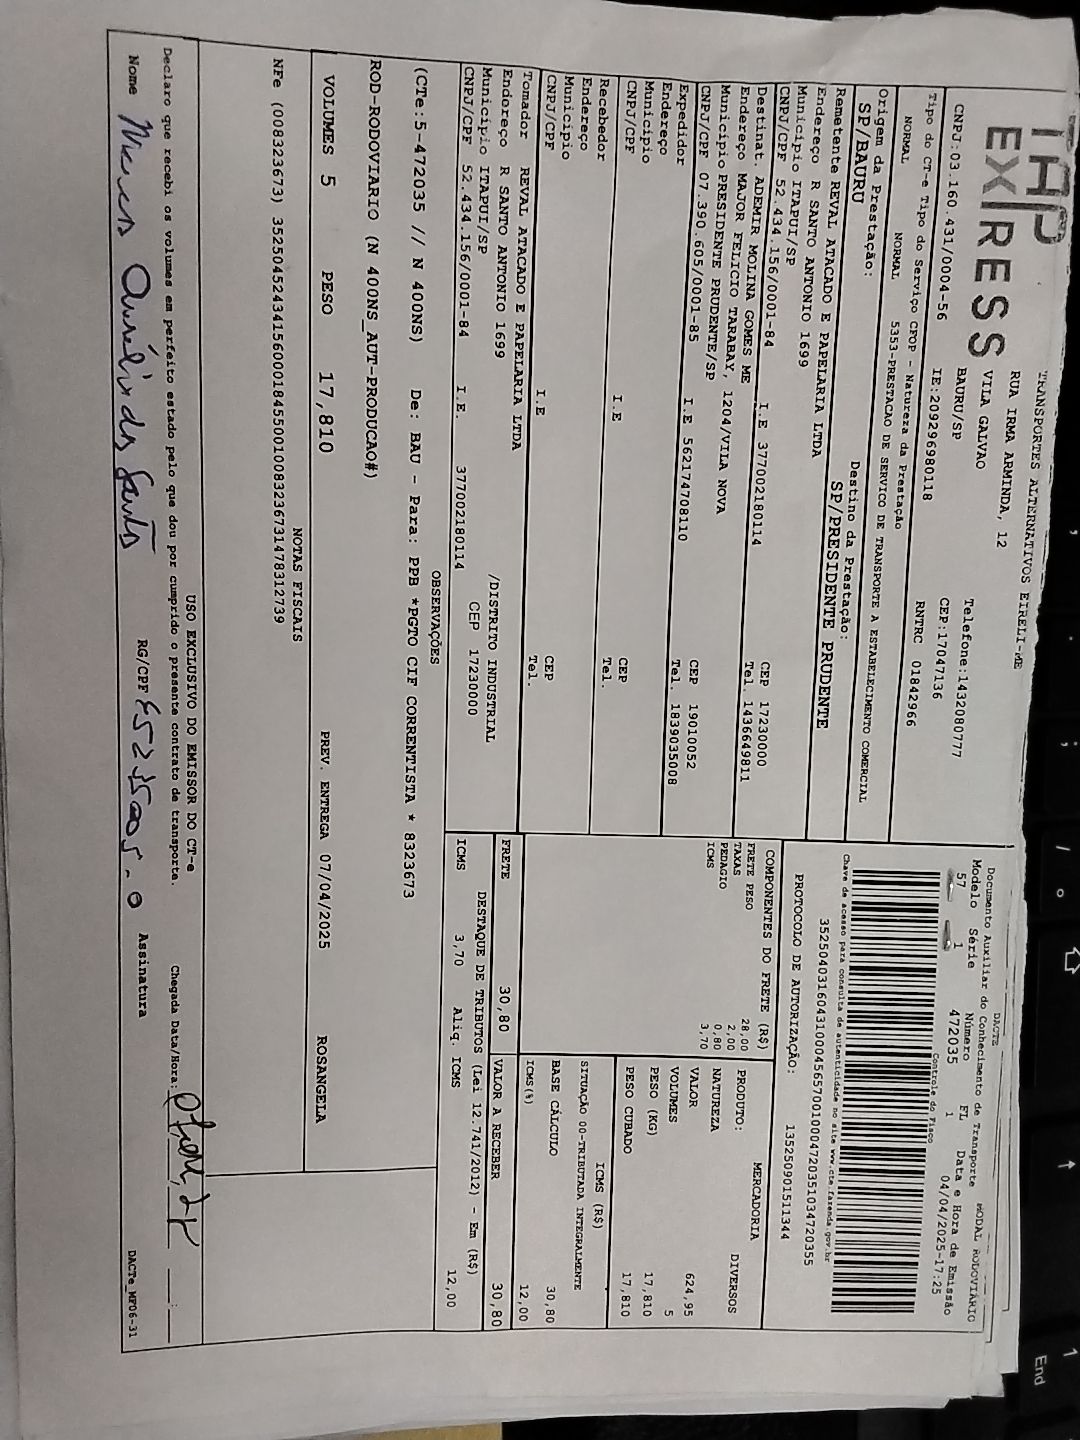 TAP
EXPRESS
TRANSPORTES ALTERNATIVOS EIRELI-ME
RUA IRMA ARMINDA, 12
VILA GALVAO
BAURU/SP
Telefone:1432080777
CEP:17047136
CNPJ:03.160.431/0004-56 IE:209296980118 RNTRC 01842966
Tipo do CT-e Tipo do Serviço CFOP - Natureza da Prestação
NORMAL NORMAL 5353-PRESTACAO DE SERVICO DE TRANSPORTE A ESTABELECIMENTO COMERCIAL
Origem da Prestação: Destino da Prestação:
SP/BAURU SP/PRESIDENTE PRUDENTE
Remetente REVAL ATACADO E PAPELARIA LTDA
Endereço R SANTO ANTONIO 1699
Município ITAPUI/SP CEP 17230000
CNPJ/CPF 52.434.156/0001-84 I.E 377002180114 Tel. 1436649811
Destinat. ADEMIR MOLINA GOMES ME
Endereço MAJOR FELICIO TARABAY, 1204/VILA NOVA
Município PRESIDENTE PRUDENTE/SP CEP 19010052
CNPJ/CPF 07.390.605/0001-85 I.E 562174708110 Tel. 1839035008
Expedidor
Endereço
Município CEP
CNPJ/CPF I.E Tel.
Recebedor
Endereço
Município CEP
CNPJ/CPF I.E Tel.
Tomador REVAL ATACADO E PAPELARIA LTDA
Endereço R SANTO ANTONIO 1699 /DISTRITO INDUSTRIAL
Município ITAPUI/SP CEP 17230000
CNPJ/CPF 52.434.156/0001-84 I.E. 377002180114
DACTE
Documento Auxiliar do Conhecimento de Transporte MODAL RODOVIÁRIO
Modelo Série Número FL Data e Hora de Emissão
57 1 472035 1 04/04/2025-17:25
Controle do Fisco
Chave de acesso para consulta de autenticidade no site www.cte.fazenda.gov.br
35250403160431000456570010004720351034720355
PROTOCOLO DE AUTORIZAÇÃO: 135250901511344
COMPONENTES DO FRETE (R$)
FRETE PESO 28,00
TAXAS 2,00
PEDAGIO 0,80
ICMS 3,70
MERCADORIA
PRODUTO: DIVERSOS
NATUREZA
VALOR 624,95
VOLUMES 5
PESO (KG) 17,810
PESO CUBADO 17,810
ICMS (R$)
SITUAÇÃO 00-TRIBUTADA INTEGRALMENTE
BASE CÁLCULO 30,80
ICMS(%) 12,00
FRETE 30,80 VALOR A RECEBER 30,80
DESTAQUE DE TRIBUTOS (Lei 12.741/2012) - Em (R$)
ICMS 3,70 Aliq. ICMS 12,00
OBSERVAÇÕES
(CTe:5-472035 // N 400NS) De: BAU - Para: PPB *PGTO CIF CORRENTISTA * 8323673
ROD-RODOVIARIO (N 400NS_AUT-PRODUCAO#)
VOLUMES 5 PESO 17,810 PREV. ENTREGA 07/04/2025 ROSANGELA
NOTAS FISCAIS
NFe (008323673) 35250452434156000184550010083236731478312739
USO EXCLUSIVO DO EMISSOR DO CT-e
Declaro que recebi os volumes em perfeito estado pelo que dou por cumprido o presente contrato de transporte. Chegada Data/Hora:
Nome Marcos Aurélio dos Santos RG/CPF Assinatura DACTe_MF06-31
End